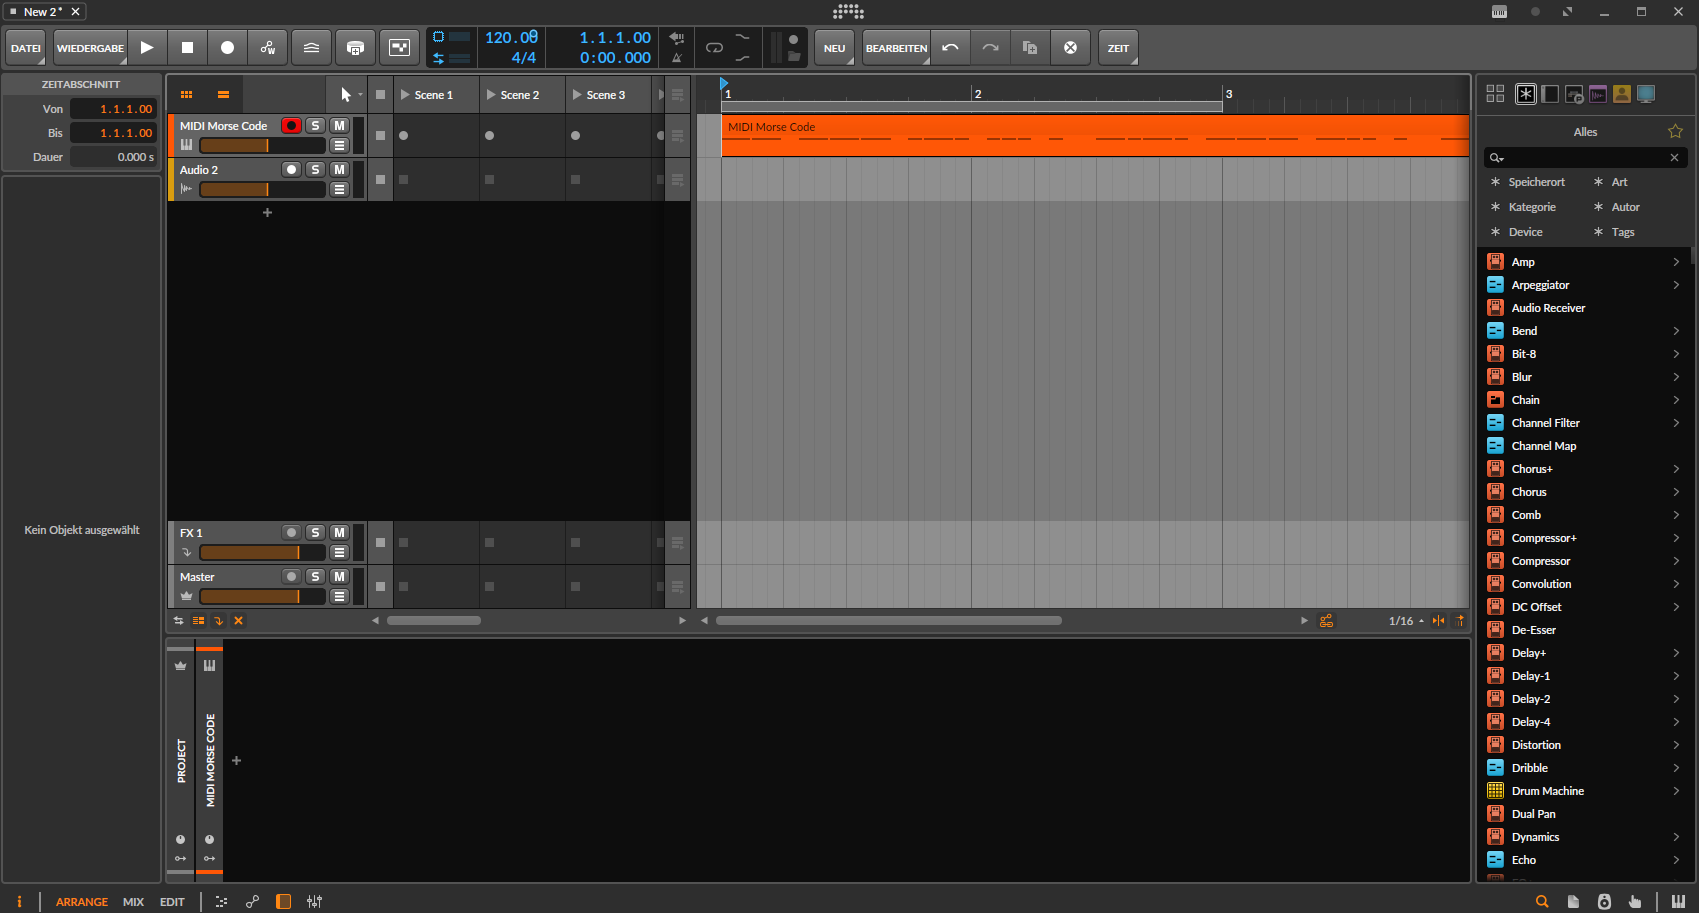 New 2*
DATEI
WIEDERGABE
120.00
4/4
1.1.1.00
0:00.000
NEU
BEARBEITEN
ZEIT
ZEITABSCHNITT
Von 1.1.1.00
Bis 1.1.1.00
Dauer 0.000 s
Kein Objekt ausgewählt
Scene 1
Scene 2
Scene 3
1
2
3
MIDI Morse Code
S M
MIDI Morse Code
Audio 2
S M
FX 1
S M
Master
S M
1/16
PROJECT
MIDI MORSE CODE
Alles
Speicherort
Art
Kategorie
Autor
Device
Tags
Amp
Arpeggiator
Audio Receiver
Bend
Bit-8
Blur
Chain
Channel Filter
Channel Map
Chorus+
Chorus
Comb
Compressor+
Compressor
Convolution
DC Offset
De-Esser
Delay+
Delay-1
Delay-2
Delay-4
Distortion
Dribble
Drum Machine
Dual Pan
Dynamics
Echo
ARRANGE
MIX
EDIT